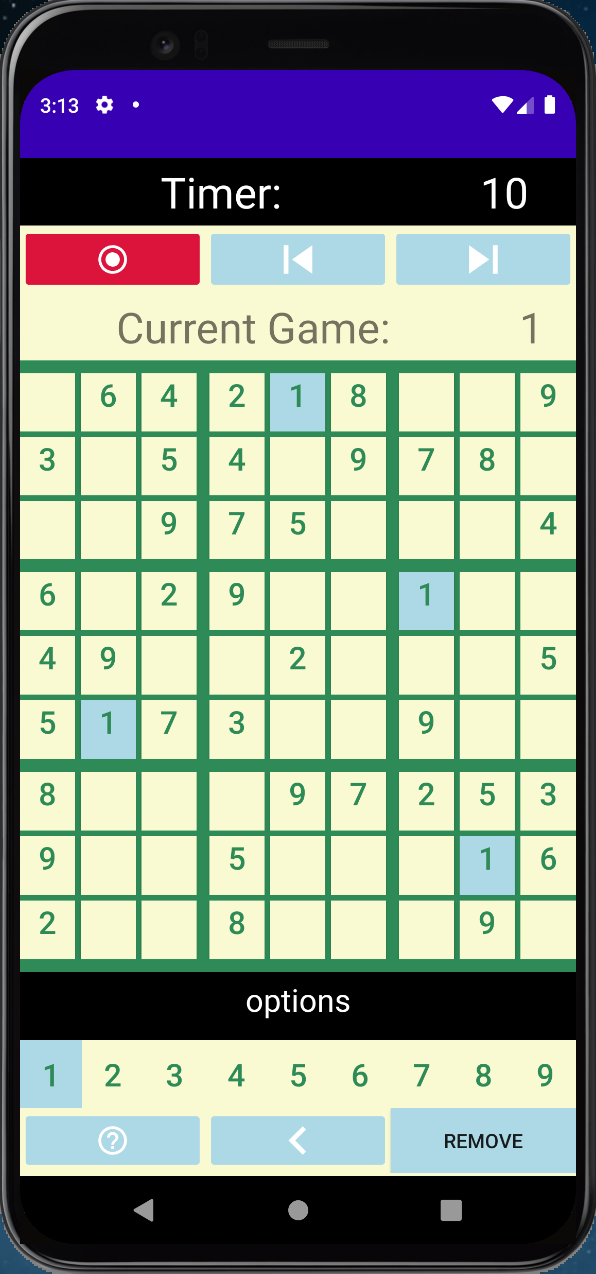 3:13
Timer: 10
Current Game: 1
6 4 2 1 8 9
3 5 4 9 7 8
9 7 5 4
6 2 9 1
4 9 2 5
5 1 7 3 9
8 9 7 2 5 3
9 5 1 6
2 8 9
options
1 2 3 4 5 6 7 8 9
? REMOVE